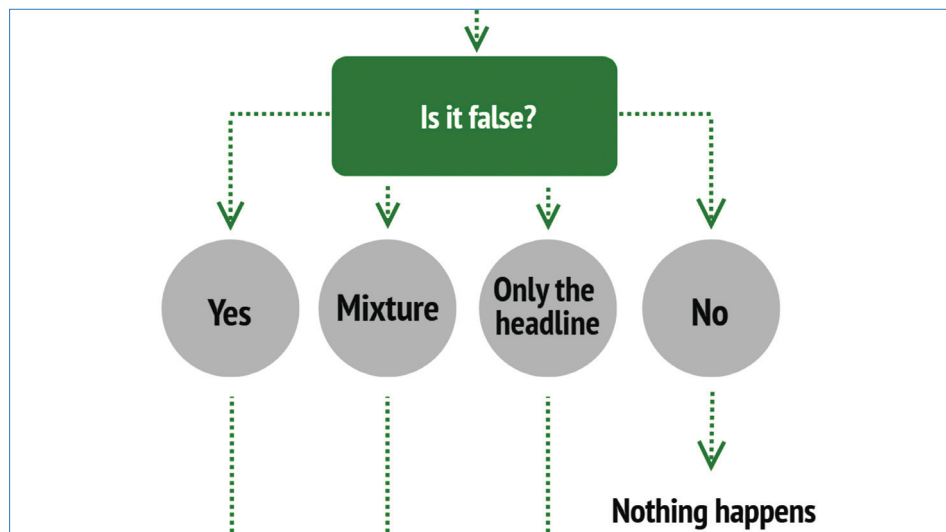 Is it false?
Yes
Mixture
Only the
headline
No
Nothing happens